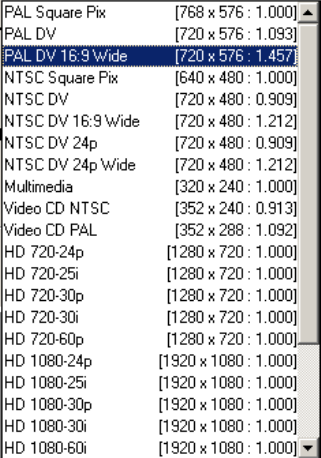 PAL Square Pix [768 x 576 : 1.000]
PAL DV [720 x 576 : 1.093]
PAL DV 16:9 Wide [720 x 576 : 1.457]
NTSC Square Pix [640 x 480 : 1.000]
NTSC DV [720 x 480 : 0.909]
NTSC DV 16:9 Wide [720 x 480 : 1.212]
NTSC DV 24p [720 x 480 : 0.909]
NTSC DV 24p Wide [720 x 480 : 1.212]
Multimedia [320 x 240 : 1.000]
Video CD NTSC [352 x 240 : 0.913]
Video CD PAL [352 x 288 : 1.092]
HD 720-24p [1280 x 720 : 1.000]
HD 720-25i [1280 x 720 : 1.000]
HD 720-30p [1280 x 720 : 1.000]
HD 720-30i [1280 x 720 : 1.000]
HD 720-60p [1280 x 720 : 1.000]
HD 1080-24p [1920 x 1080 : 1.000]
HD 1080-25i [1920 x 1080 : 1.000]
HD 1080-30p [1920 x 1080 : 1.000]
HD 1080-30i [1920 x 1080 : 1.000]
HD 1080-60i [1920 x 1080 : 1.000]